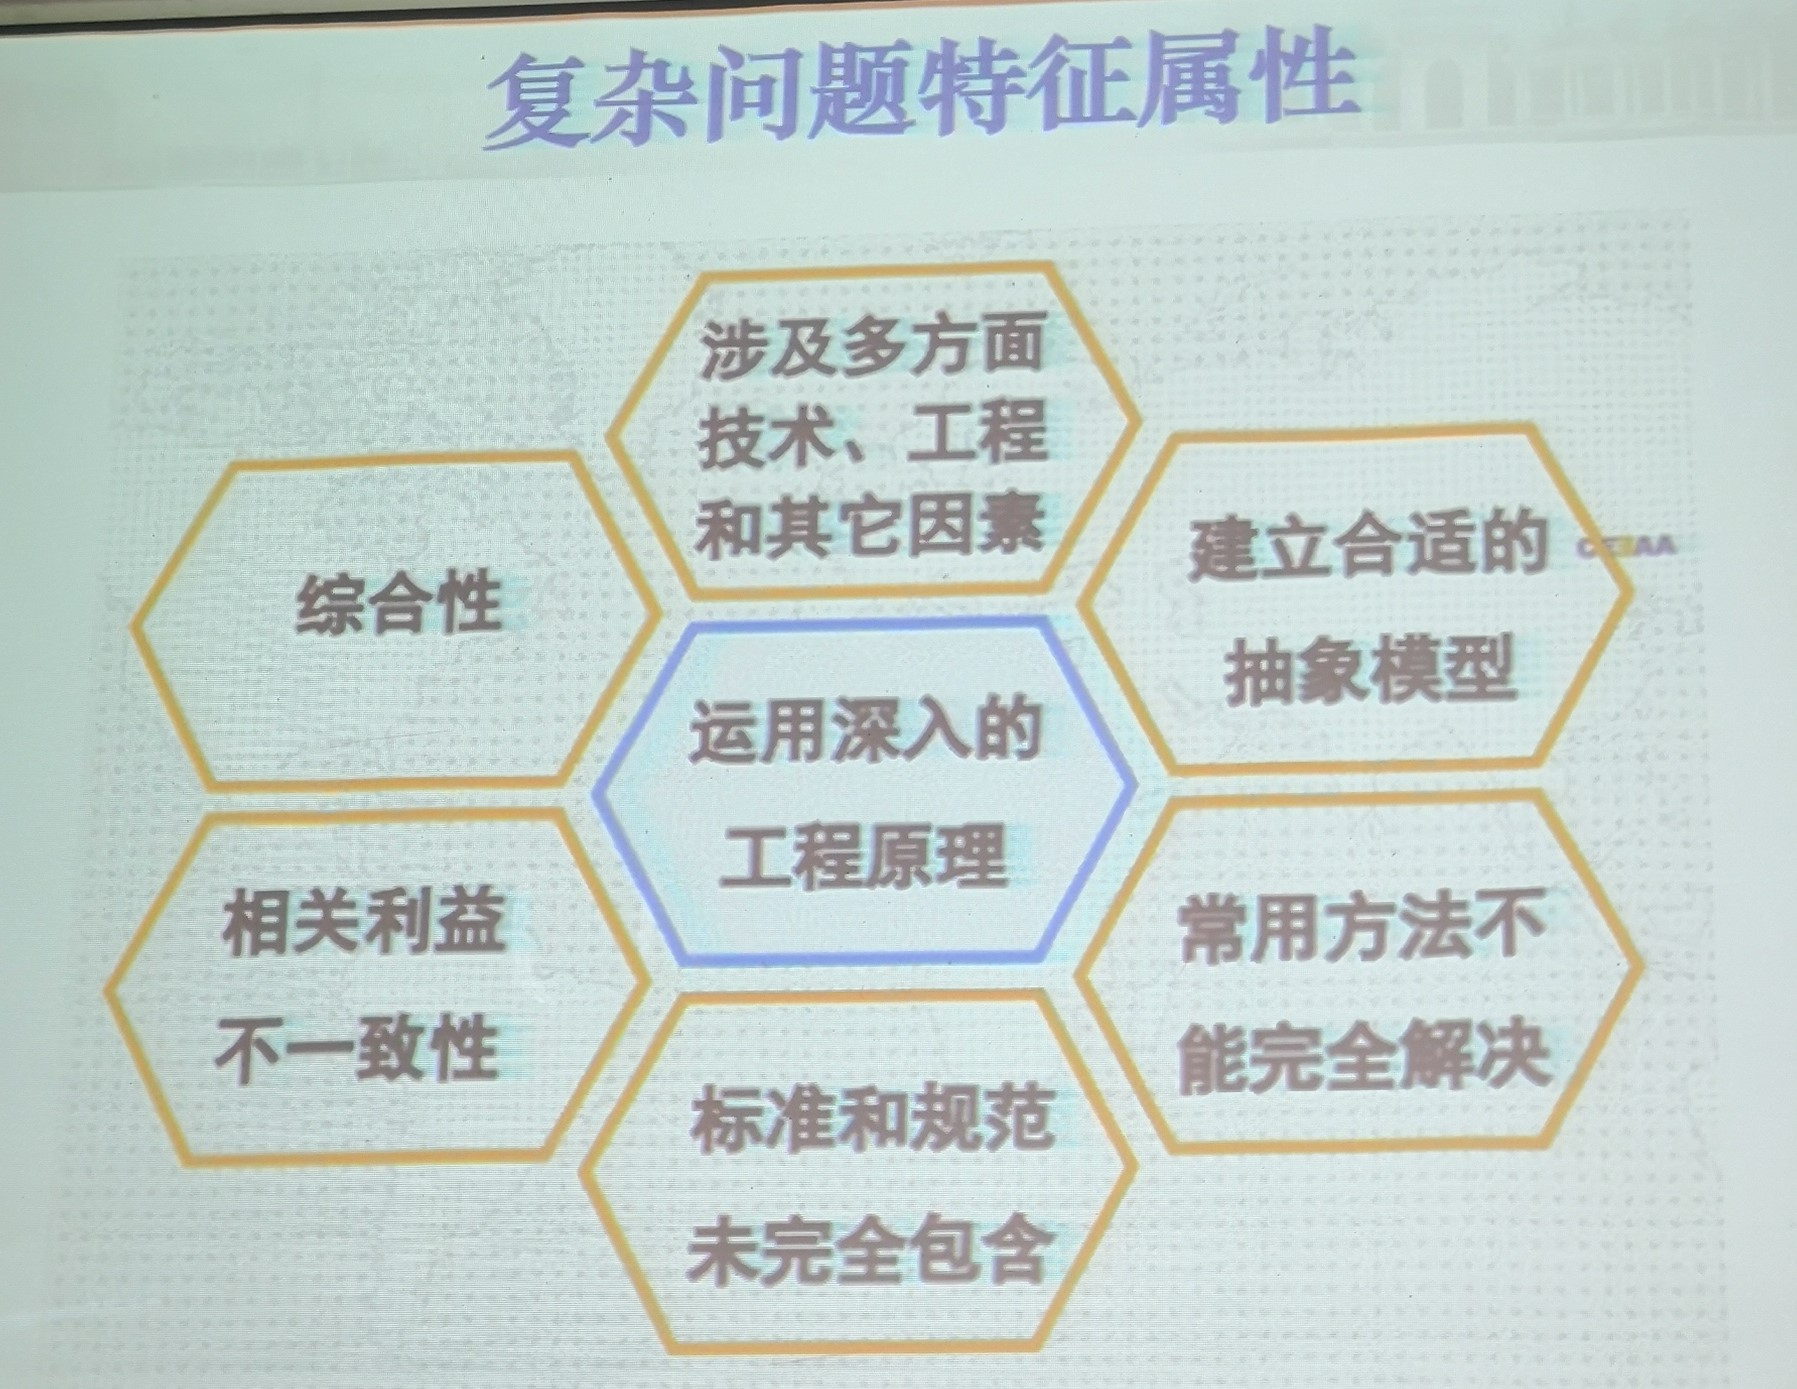 复杂问题特征属性
涉及多方面
技术、工程
和其它因素
综合性
建立合适的
抽象模型
运用深入的
工程原理
相关利益
不一致性
常用方法不
能完全解决
标准和规范
未完全包含